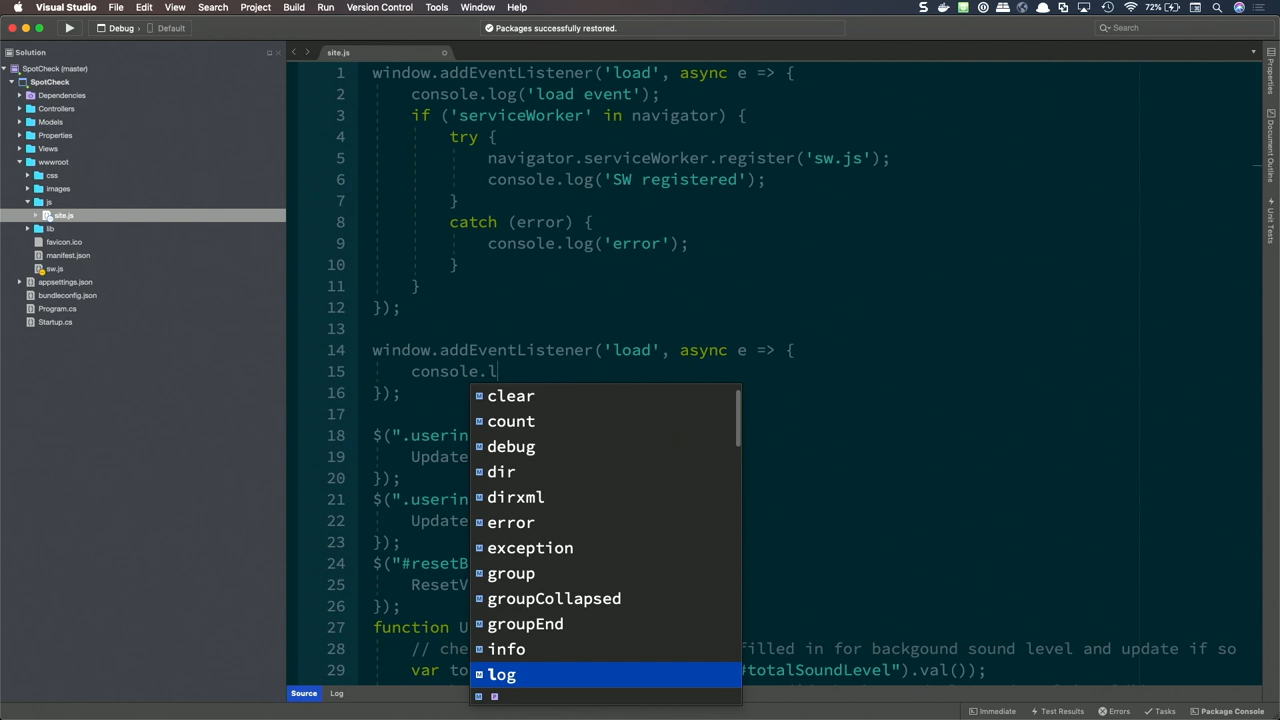 Visual Studio File Edit View Search Project Build Run Version Control Tools Window Help 72%
Debug Default Packages successfully restored. Search
Solution
site.js
SpotCheck (master)
SpotCheck
Dependencies
Controllers
Models
Properties
Views
wwwroot
css
images
js
site.js
lib
favicon.ico
manifest.json
sw.js
appsettings.json
bundleconfig.json
Program.cs
Startup.cs
1 window.addEventListener('load', async e => {
2 console.log('load event');
3 if ('serviceWorker' in navigator) {
4 try {
5 navigator.serviceWorker.register('sw.js');
6 console.log('SW registered');
7 }
8 catch (error) {
9 console.log('error');
10 }
11 }
12 });
13
14 window.addEventListener('load', async e => {
15 console.l
16 });
17
18 $(".userin
19 Update
20 });
21 $(".userin
22 Update
23 });
24 $("#resetB
25 ResetV
26 });
27 function U
28 // che filled in for backgound sound level and update if so
29 var to #totalSoundLevel").val());
clear
count
debug
dir
dirxml
error
exception
group
groupCollapsed
groupEnd
info
log
Properties
Document Outline
Unit Tests
Source Log
Immediate Test Results Errors Tasks Package Console